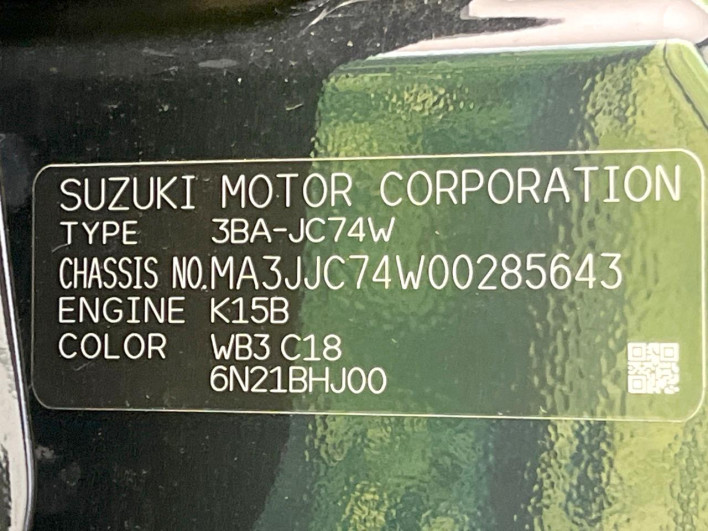 SUZUKI MOTOR CORPORATION
TYPE 3BA-JC74W
CHASSIS NO.MA3JJC74W00285643
ENGINE K15B
COLOR WB3 C18
6N21BHJ00